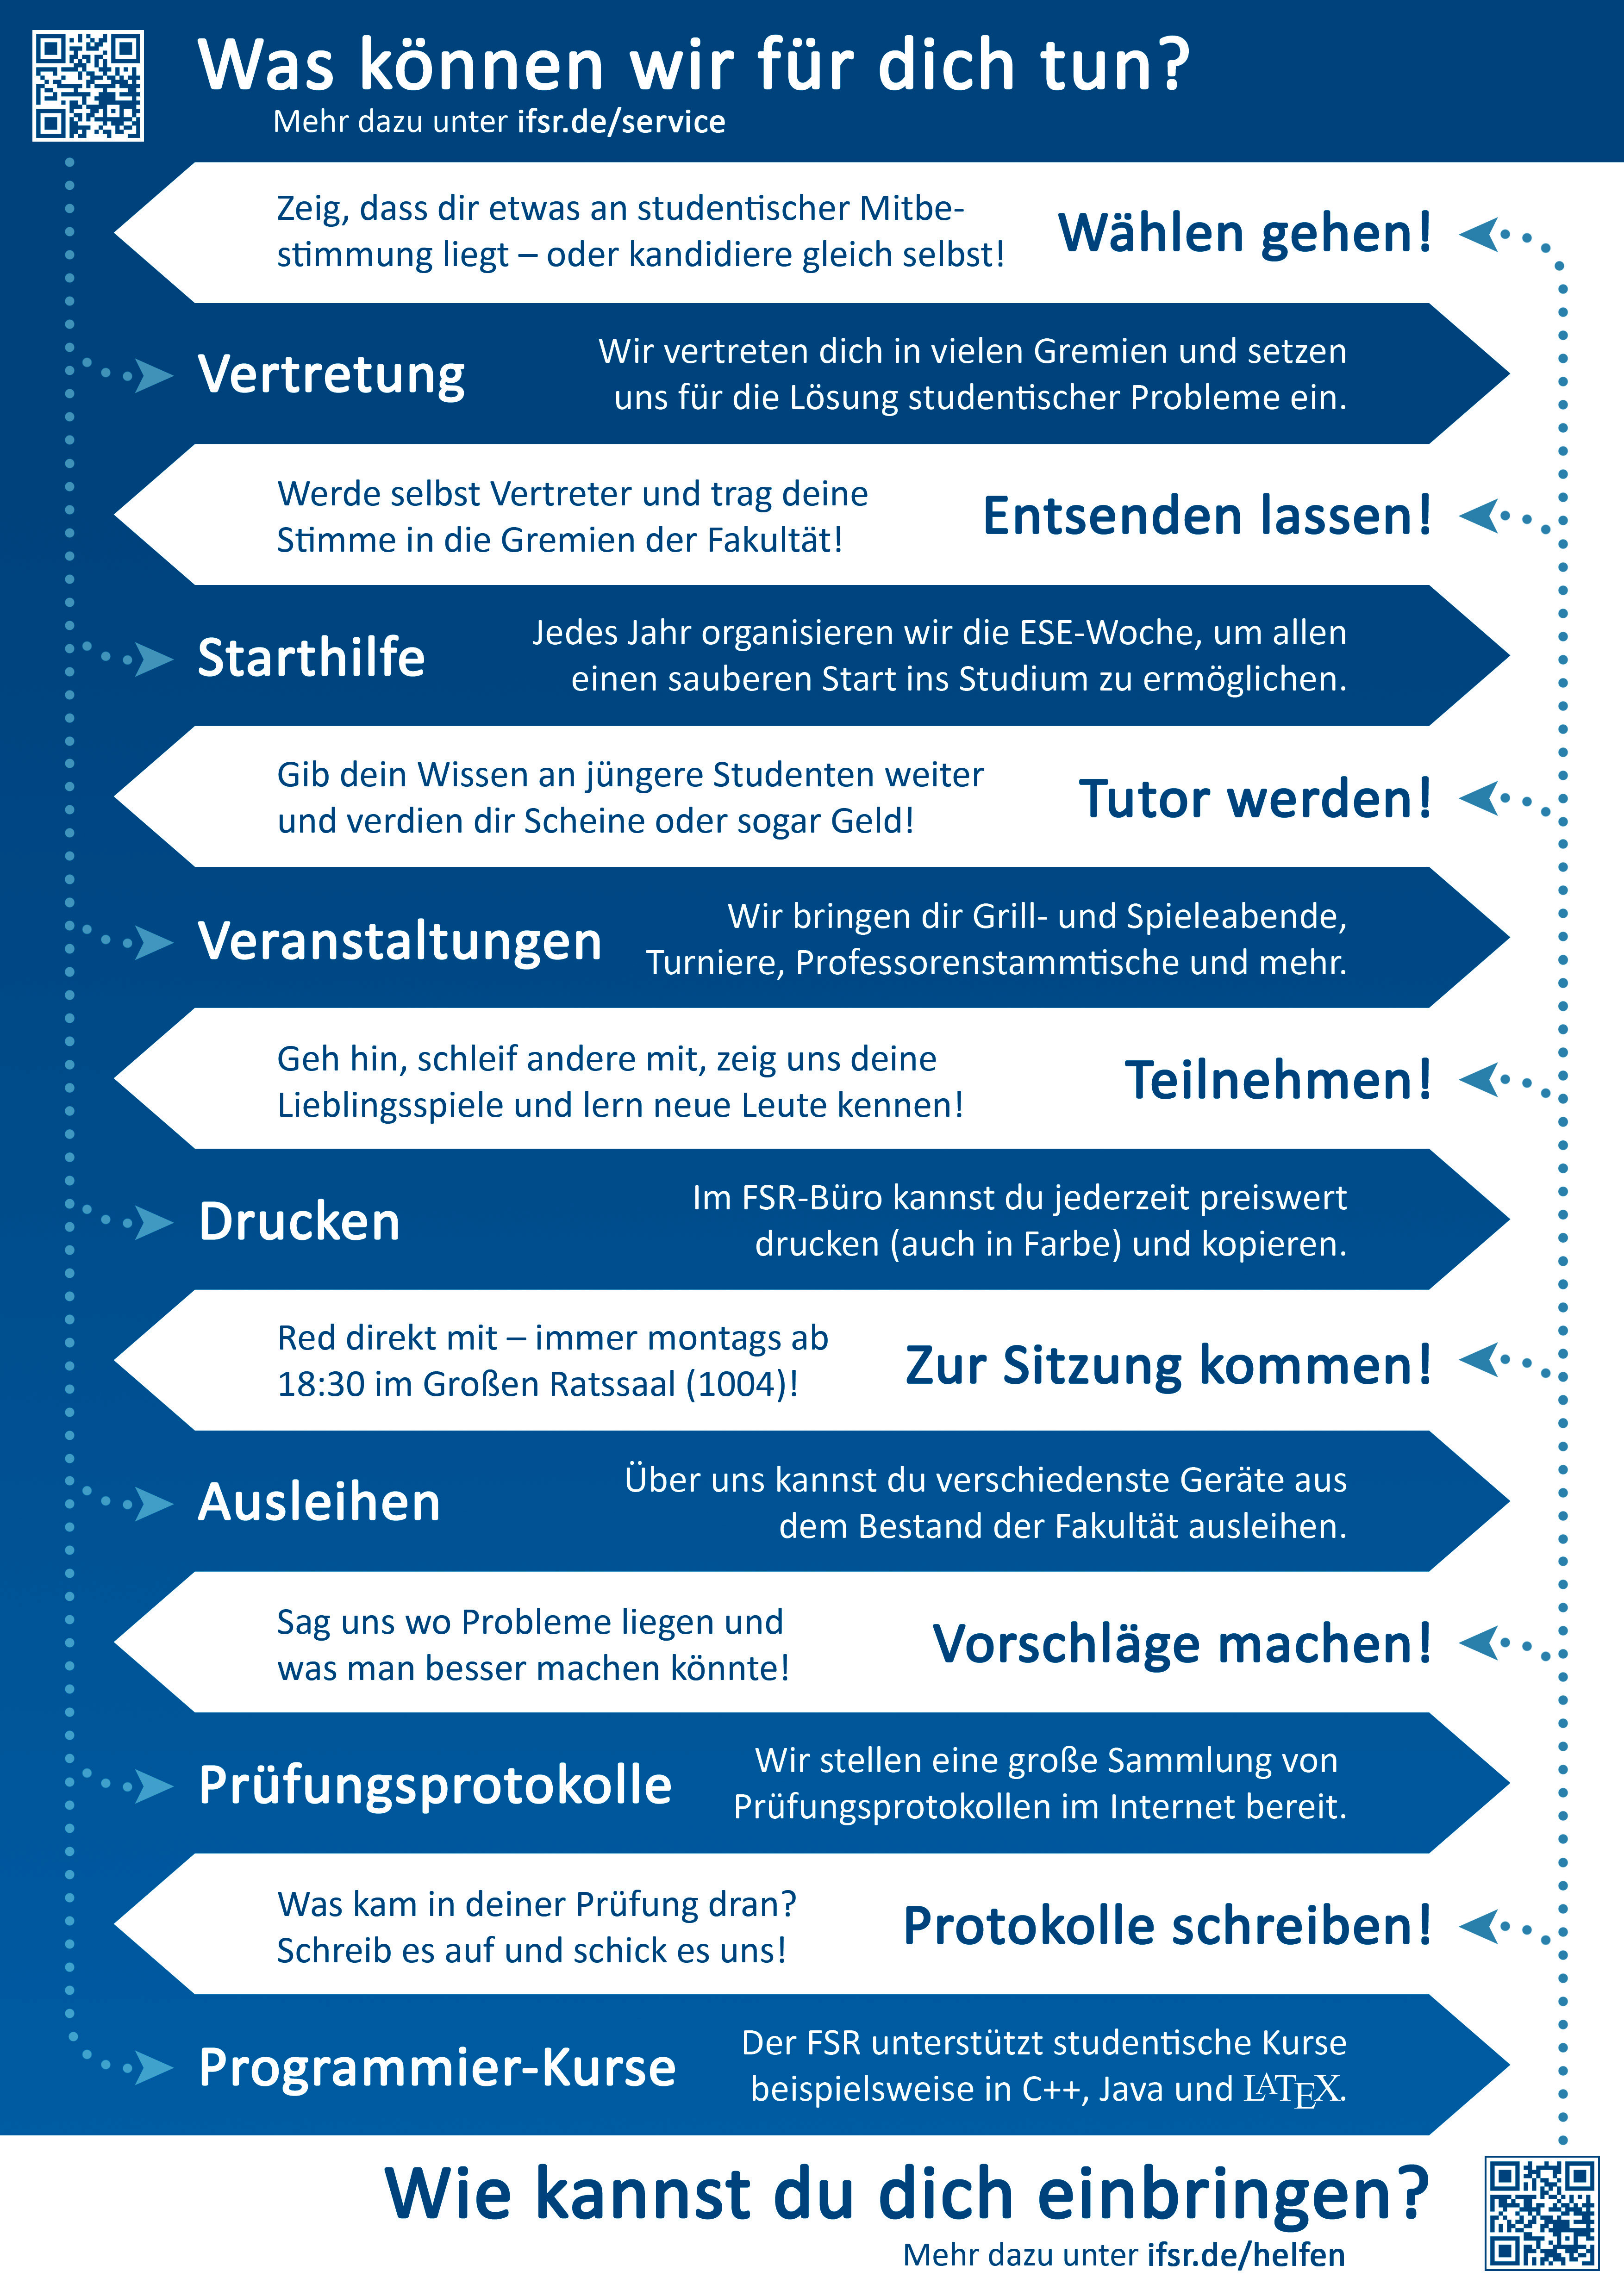 Was können wir für dich tun?
Mehr dazu unter ifsr.de/service
Zeig, dass dir etwas an studentischer Mitbe-
stimmung liegt – oder kandidiere gleich selbst!
Wählen gehen!
Vertretung
Wir vertreten dich in vielen Gremien und setzen
uns für die Lösung studentischer Probleme ein.
Werde selbst Vertreter und trag deine
Stimme in die Gremien der Fakultät!
Entsenden lassen!
Starthilfe
Jedes Jahr organisieren wir die ESE-Woche, um allen
einen sauberen Start ins Studium zu ermöglichen.
Gib dein Wissen an jüngere Studenten weiter
und verdien dir Scheine oder sogar Geld!
Tutor werden!
Veranstaltungen
Wir bringen dir Grill- und Spieleabende,
Turniere, Professorenstammtische und mehr.
Geh hin, schleif andere mit, zeig uns deine
Lieblingsspiele und lern neue Leute kennen!
Teilnehmen!
Drucken
Im FSR-Büro kannst du jederzeit preiswert
drucken (auch in Farbe) und kopieren.
Red direkt mit – immer montags ab
18:30 im Großen Ratssaal (1004)!
Zur Sitzung kommen!
Ausleihen
Über uns kannst du verschiedenste Geräte aus
dem Bestand der Fakultät ausleihen.
Sag uns wo Probleme liegen und
was man besser machen könnte!
Vorschläge machen!
Prüfungsprotokolle
Wir stellen eine große Sammlung von
Prüfungsprotokollen im Internet bereit.
Was kam in deiner Prüfung dran?
Schreib es auf und schick es uns!
Protokolle schreiben!
Programmier-Kurse
Der FSR unterstützt studentische Kurse
beispielsweise in C++, Java und LATEX.
Wie kannst du dich einbringen?
Mehr dazu unter ifsr.de/helfen